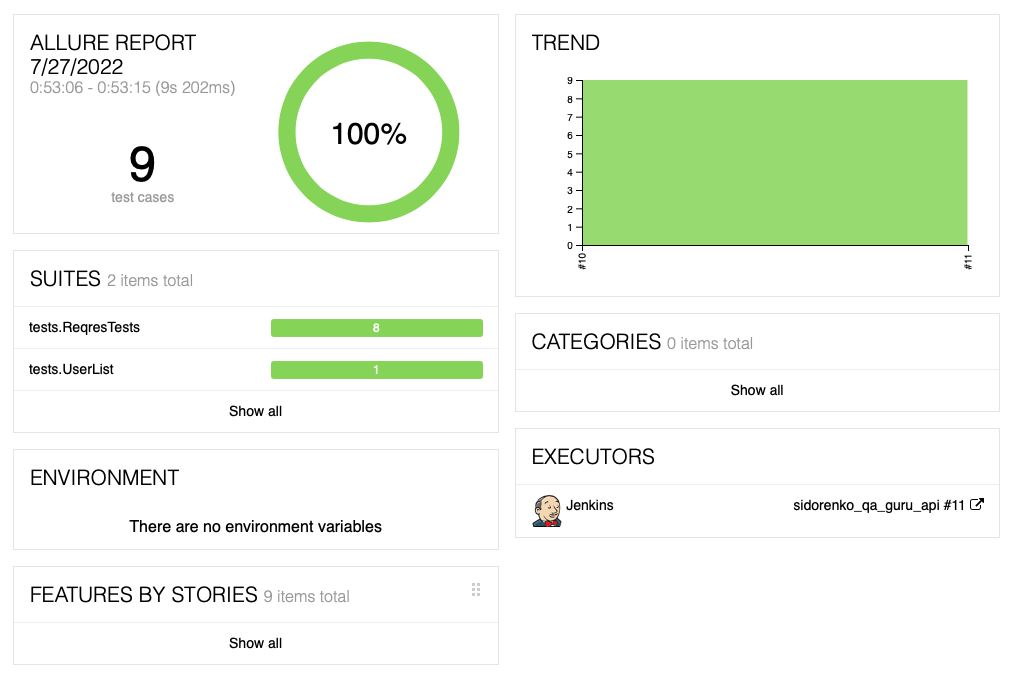 ALLURE REPORT
7/27/2022
0:53:06 - 0:53:15 (9s 202ms)
9
test cases
100%
SUITES 2 items total
tests.ReqresTests 8
tests.UserList 1
Show all
ENVIRONMENT
There are no environment variables
FEATURES BY STORIES 9 items total
Show all
TREND
9
8
7
6
5
4
3
2
1
0
#10 #11
CATEGORIES 0 items total
Show all
EXECUTORS
Jenkins sidorenko_qa_guru_api #11